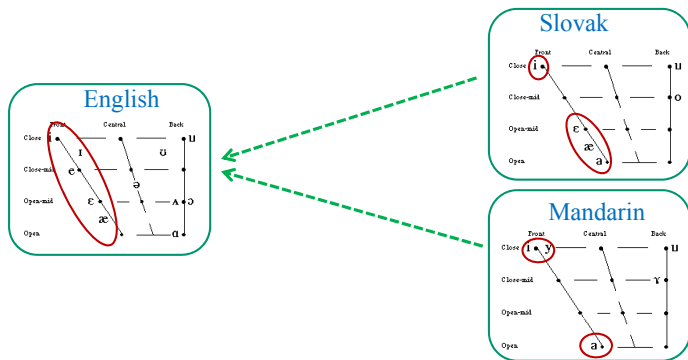 English
Front Central Back
Close i u
ɪ ʊ
Close-mid e
ə
Open-mid ɛ ʌ ɔ
æ
Open ɑ
Slovak
Front Central Back
Close i u
Close-mid o
Open-mid ɛ
æ
Open a
Mandarin
Front Central Back
Close i y u
Close-mid ɤ
Open-mid
Open a